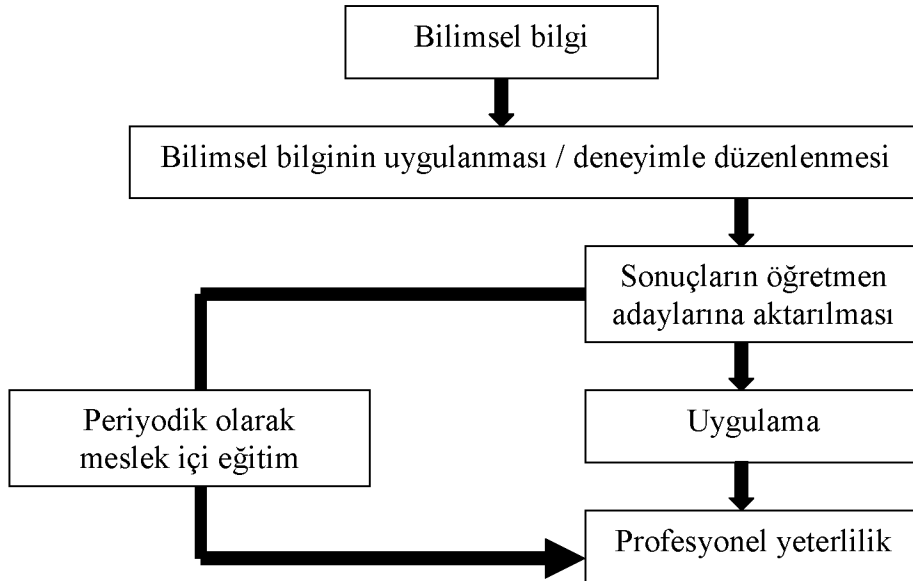 Bilimsel bilgi
Bilimsel bilginin uygulanması / deneyimle düzenlenmesi
Sonuçların öğretmen
adaylarına aktarılması
Periyodik olarak
meslek içi eğitim
Uygulama
Profesyonel yeterlilik